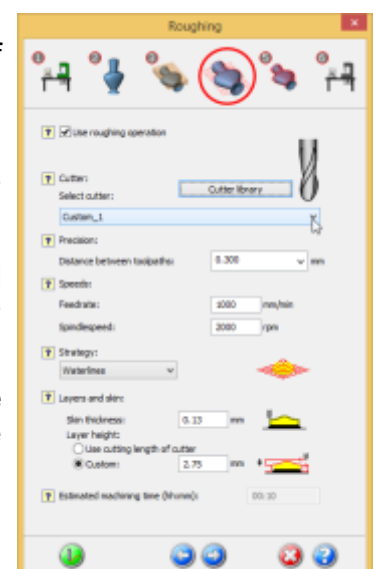 Roughing
Use roughing operation
Cutter:
Select cutter:
Cutter library
Custom_1
Precision:
Distance between toolpaths: 0.300 mm
Speeds:
Feedrate: 1000 mm/min
Spindlespeed: 2000 rpm
Strategy:
Waterlines
Layers and skin:
Skin thickness: 0.13 mm
Layer height:
Use cutting length of cutter
Custom: 2.75 mm
Estimated machining time (hh:mm): 00:10